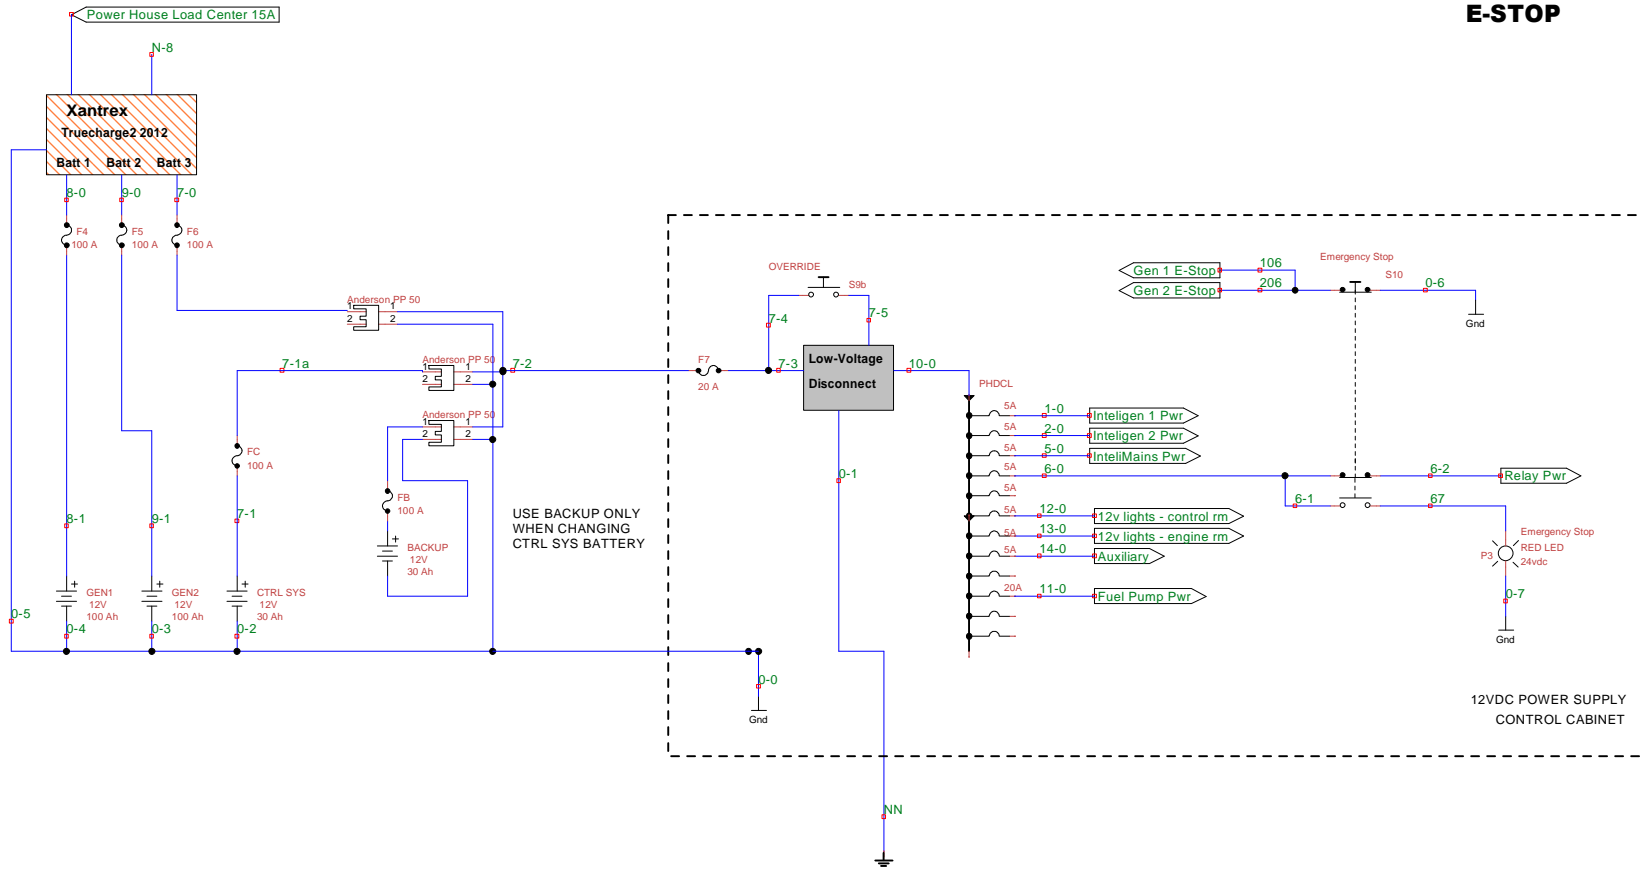 E-STOP
Power House Load Center 15A
N-8
Xantrex
Truecharge2 2012
Batt 1 Batt 2 Batt 3
8-0 9-0 7-0
F4
100 A
F5
100 A
F6
100 A
Anderson PP 50
1 1
2 2
7-1a
Anderson PP 50
1 1
2 2
7-2
Anderson PP 50
1 1
2 2
FC
100 A
FB
100 A
USE BACKUP ONLY
WHEN CHANGING
CTRL SYS BATTERY
8-1 9-1 7-1
+
BACKUP
12V
30 Ah
+
GEN1
12V
100 Ah
+
GEN2
12V
100 Ah
+
CTRL SYS
12V
30 Ah
0-5 0-4 0-3 0-2
0-0
Gnd
OVERRIDE
S9b
7-4 7-5
F7
20 A
7-3
Low-Voltage
Disconnect
10-0
0-1
NN
PHDCL
5A 1-0 Inteligen 1 Pwr
5A 2-0 Inteligen 2 Pwr
5A 5-0 InteliMains Pwr
5A 6-0
5A
5A 12-0 12v lights - control rm
5A 13-0 12v lights - engine rm
5A 14-0 Auxiliary
20A 11-0 Fuel Pump Pwr
Gen 1 E-Stop 106
Gen 2 E-Stop 206
Emergency Stop
S10
0-6
Gnd
6-2 Relay Pwr
6-1 67
Emergency Stop
RED LED
24vdc
P3
0-7
Gnd
12VDC POWER SUPPLY
CONTROL CABINET